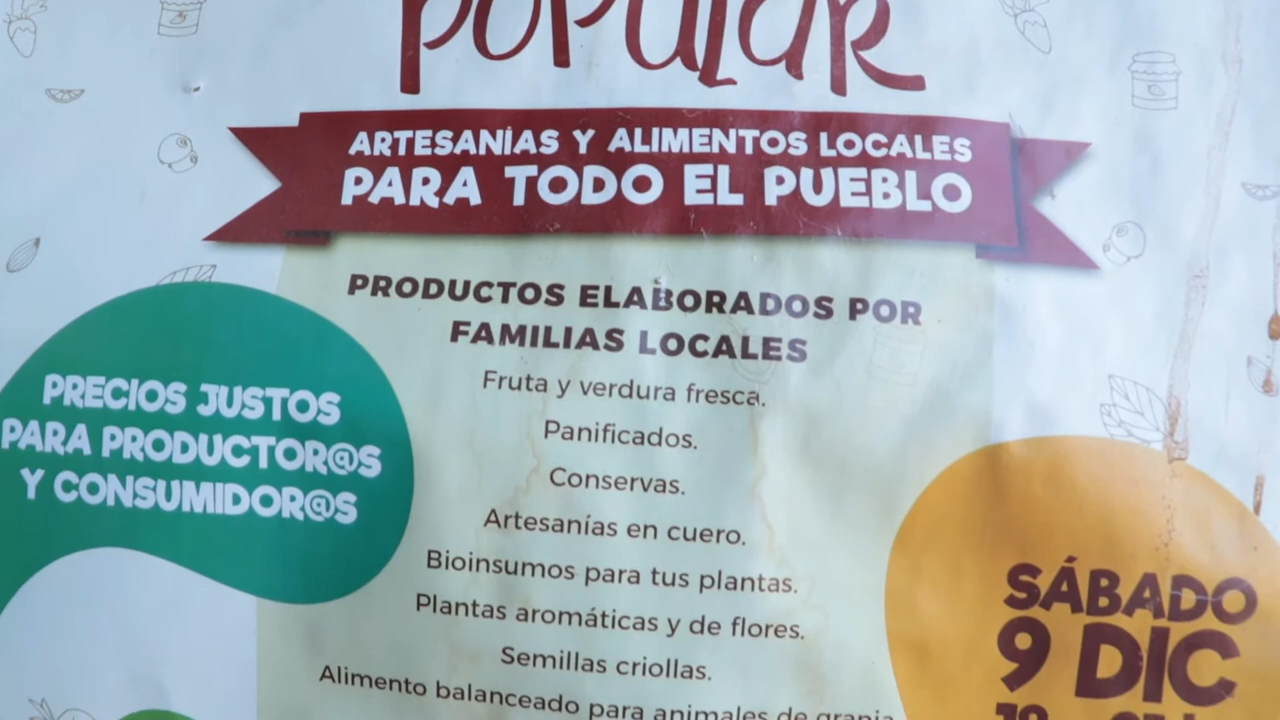 POPULAR
ARTESANÍAS Y ALIMENTOS LOCALES
PARA TODO EL PUEBLO
PRODUCTOS ELABORADOS POR
FAMILIAS LOCALES
Fruta y verdura fresca.
Panificados.
Conservas.
Artesanías en cuero.
Bioinsumos para tus plantas.
Plantas aromáticas y de flores.
Semillas criollas.
Alimento balanceado para animales de granja
PRECIOS JUSTOS
PARA PRODUCTOR@S
Y CONSUMIDOR@S
SÁBADO
9 DIC